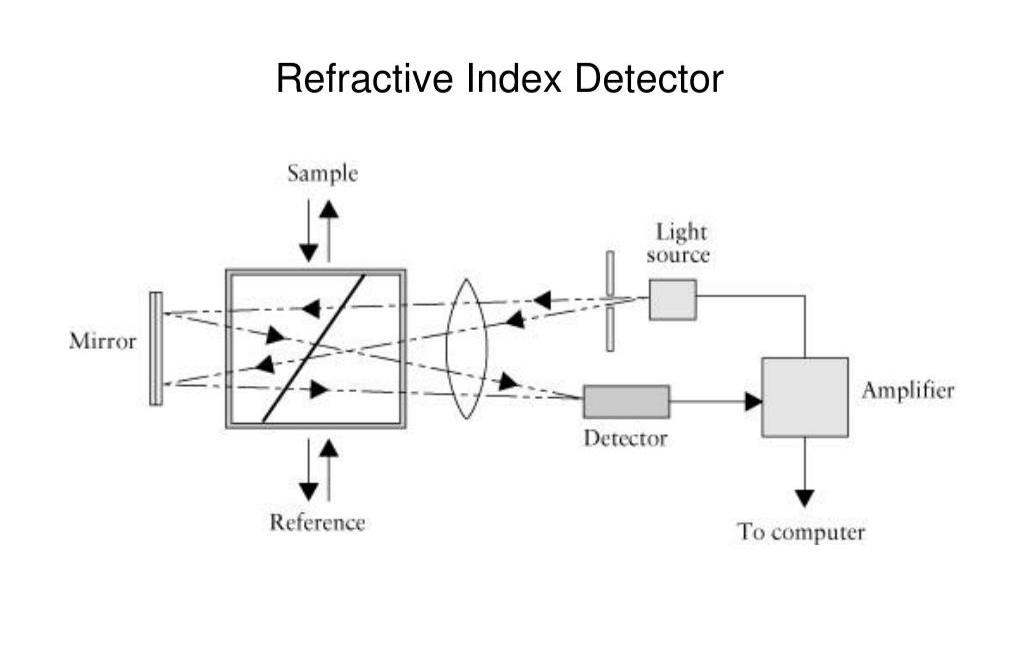 Refractive Index Detector
Sample
Light
source
Mirror
Amplifier
Detector
Reference
To computer